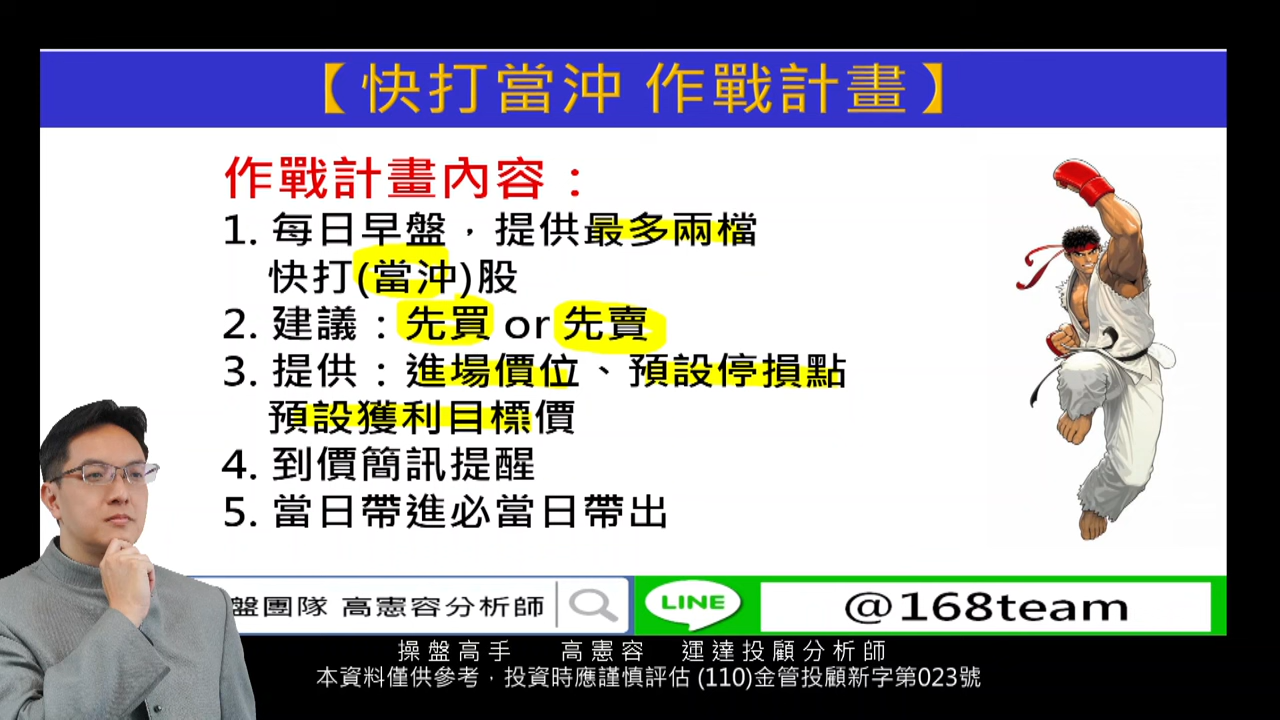 【快打當沖 作戰計畫】
作戰計畫內容：
1. 每日早盤，提供最多兩檔
快打(當沖)股
2. 建議：先買 or 先賣
3. 提供：進場價位、預設停損點
預設獲利目標價
4. 到價簡訊提醒
5. 當日帶進必當日帶出
盤團隊 高憲容分析師
LINE
@168team
操盤高手 高憲容 運達投顧分析師
本資料僅供參考，投資時應謹慎評估 (110)金管投顧新字第023號